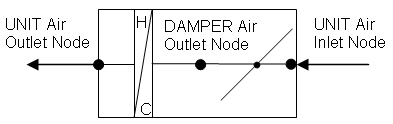 UNIT Air
Outlet Node
H
C
DAMPER Air
Outlet Node
UNIT Air
Inlet Node